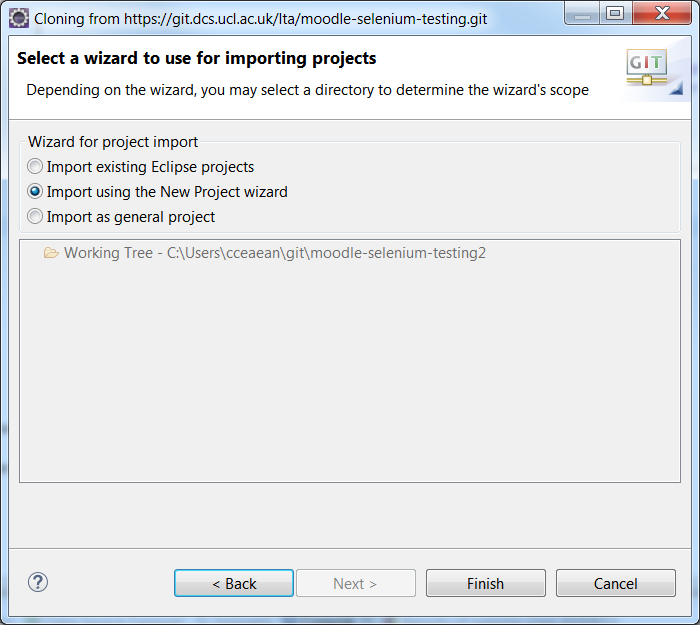 Cloning from https://git.dcs.ucl.ac.uk/lta/moodle-selenium-testing.git
Select a wizard to use for importing projects
Depending on the wizard, you may select a directory to determine the wizard's scope
GIT
Wizard for project import
Import existing Eclipse projects
Import using the New Project wizard
Import as general project
Working Tree - C:\Users\cceaean\git\moodle-selenium-testing2
?
< Back
Next >
Finish
Cancel